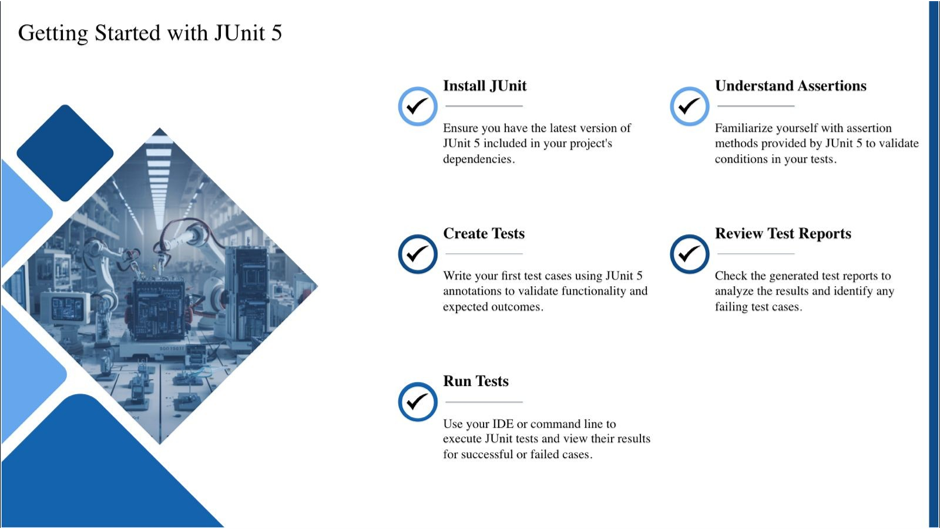 Getting Started with JUnit 5
Install JUnit
Ensure you have the latest version of
JUnit 5 included in your project's
dependencies.
Create Tests
Write your first test cases using JUnit 5
annotations to validate functionality and
expected outcomes.
Run Tests
Use your IDE or command line to
execute JUnit tests and view their results
for successful or failed cases.
Understand Assertions
Familiarize yourself with assertion
methods provided by JUnit 5 to validate
conditions in your tests.
Review Test Reports
Check the generated test reports to
analyze the results and identify any
failing test cases.